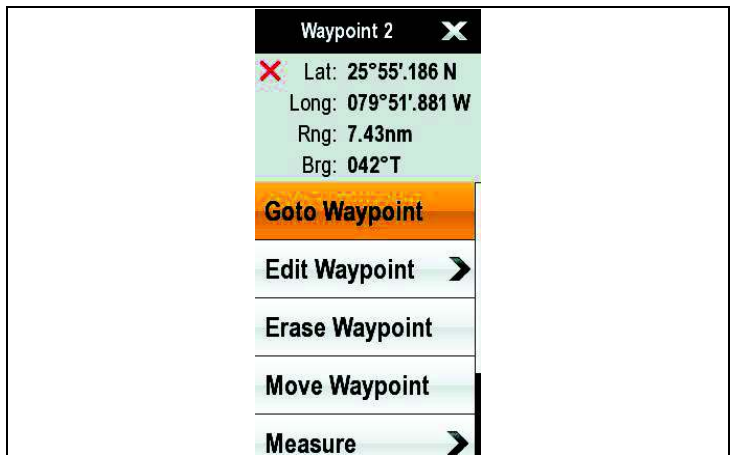 Waypoint 2
Lat: 25°55'.186 N
Long: 079°51'.881 W
Rng: 7.43nm
Brg: 042°T
Goto Waypoint
Edit Waypoint
Erase Waypoint
Move Waypoint
Measure